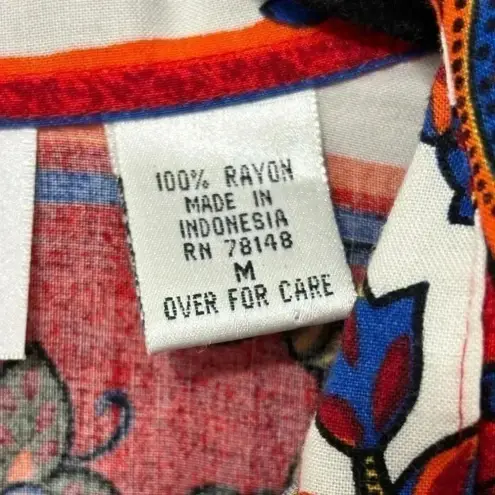 100% RAYON
MADE IN
INDONESIA
RN 78148
M
OVER FOR CARE